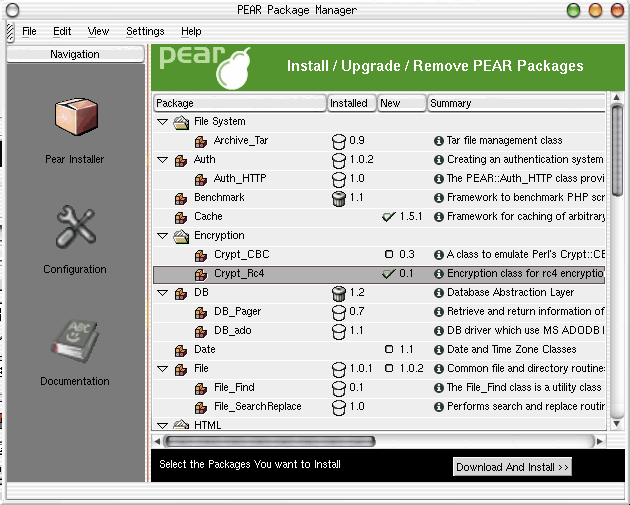 PEAR Package Manager
File Edit View Settings Help
Navigation
Pear Installer
Configuration
Documentation
pear
Install / Upgrade / Remove PEAR Packages
Package Installed New Summary
File System
Archive_Tar 0.9 Tar file management class
Auth 1.0.2 Creating an authentication system
Auth_HTTP 1.0 The PEAR::Auth_HTTP class provi
Benchmark 1.1 Framework to benchmark PHP scr
Cache 1.5.1 Framework for caching of arbitrary
Encryption
Crypt_CBC 0.3 A class to emulate Perl's Crypt::CB
Crypt_Rc4 0.1 Encryption class for rc4 encryptio
DB 1.2 Database Abstraction Layer
DB_Pager 0.7 Retrieve and return information of
DB_ado 1.1 DB driver which use MS ADODB l
Date 1.1 Date and Time Zone Classes
File 1.0.1 1.0.2 Common file and directory routine
File_Find 0.1 The File_Find class is a utility class
File_SearchReplace 1.0 Performs search and replace routin
HTML
Select the Packages You want to Install
Download And Install >>